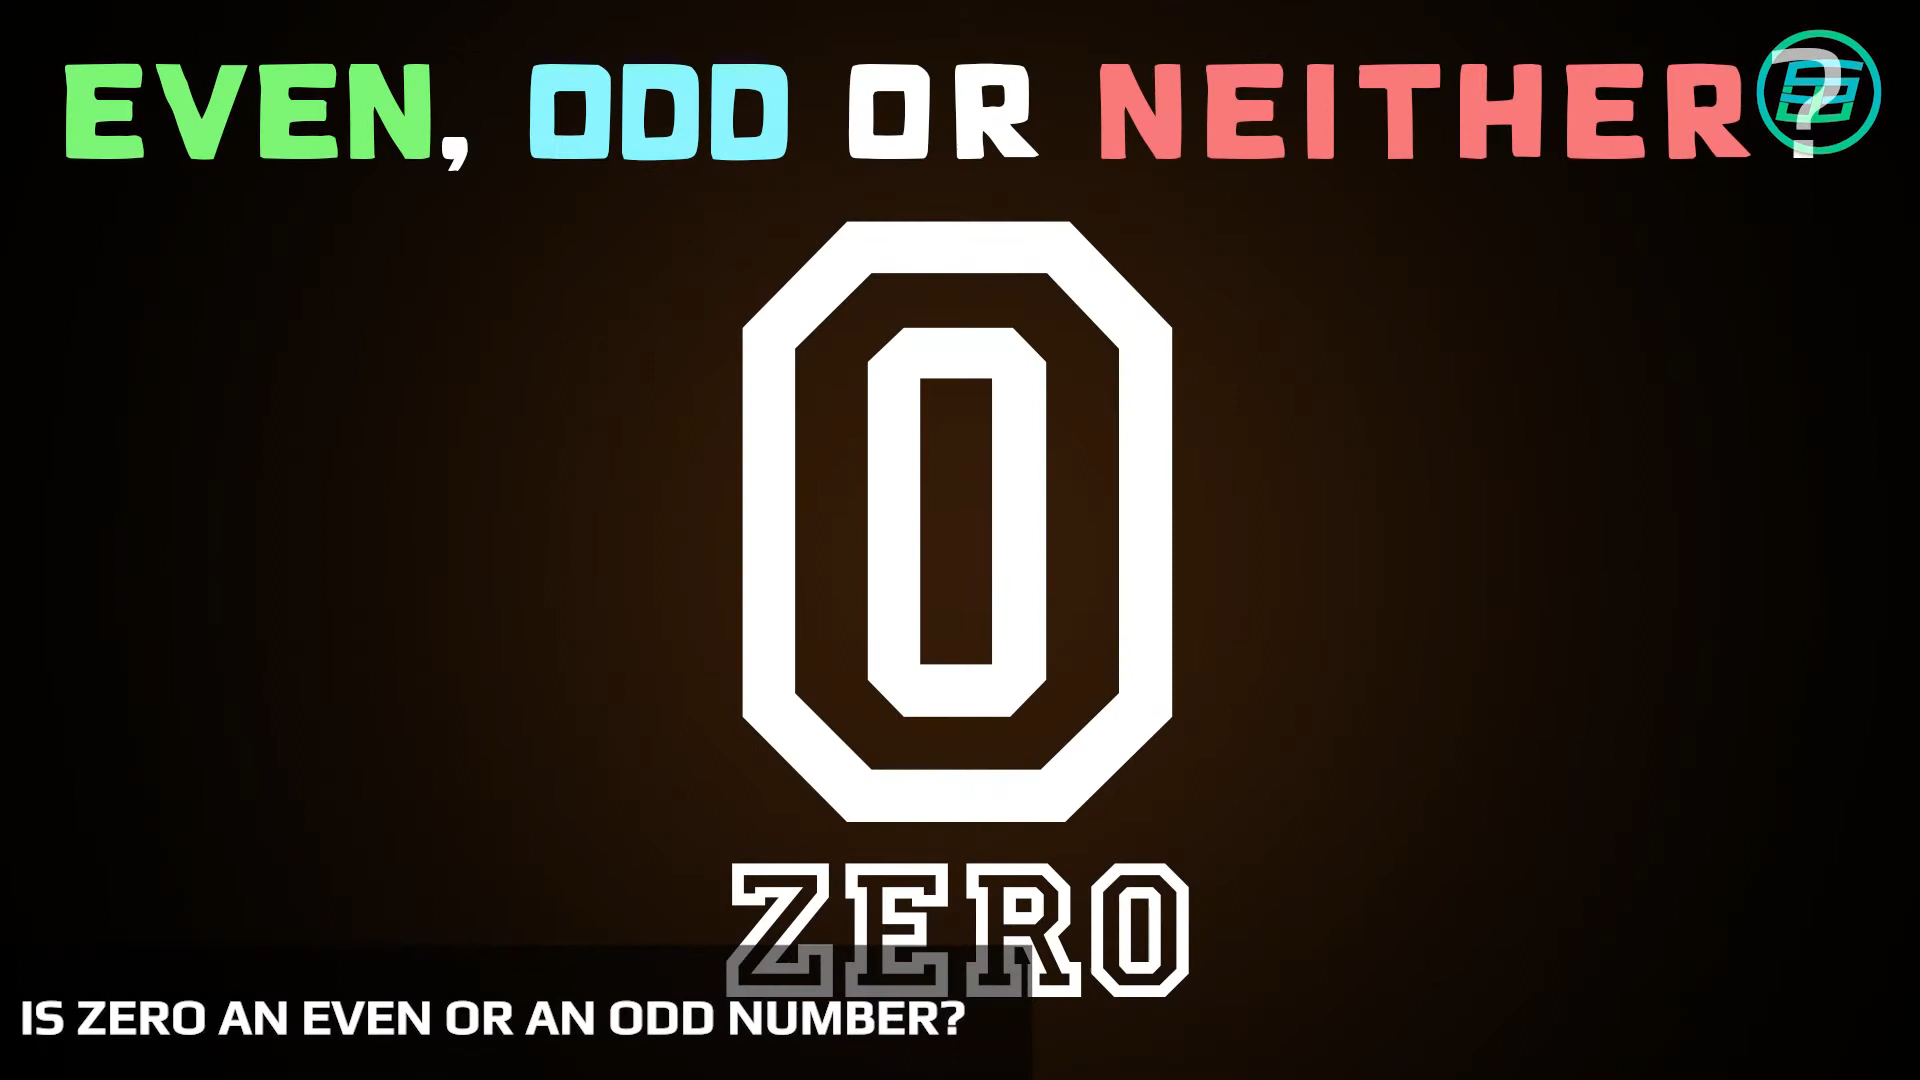 EVEN, ODD OR NEITHER?
0
ZERO
IS ZERO AN EVEN OR AN ODD NUMBER?